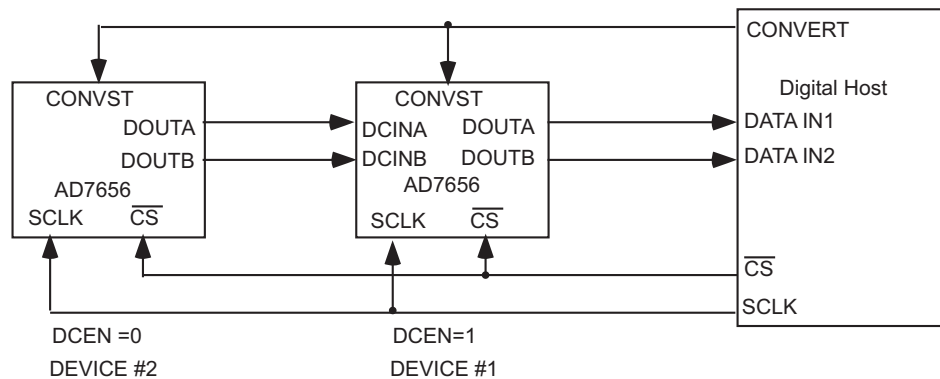 CONVERT
Digital Host
CONVST
CONVST
DOUTA
DCINA
DOUTA
DATA IN1
DOUTB
DCINB
DOUTB
DATA IN2
AD7656
AD7656
SCLK
CS
SCLK
CS
CS
SCLK
DCEN =0
DCEN=1
DEVICE #2
DEVICE #1